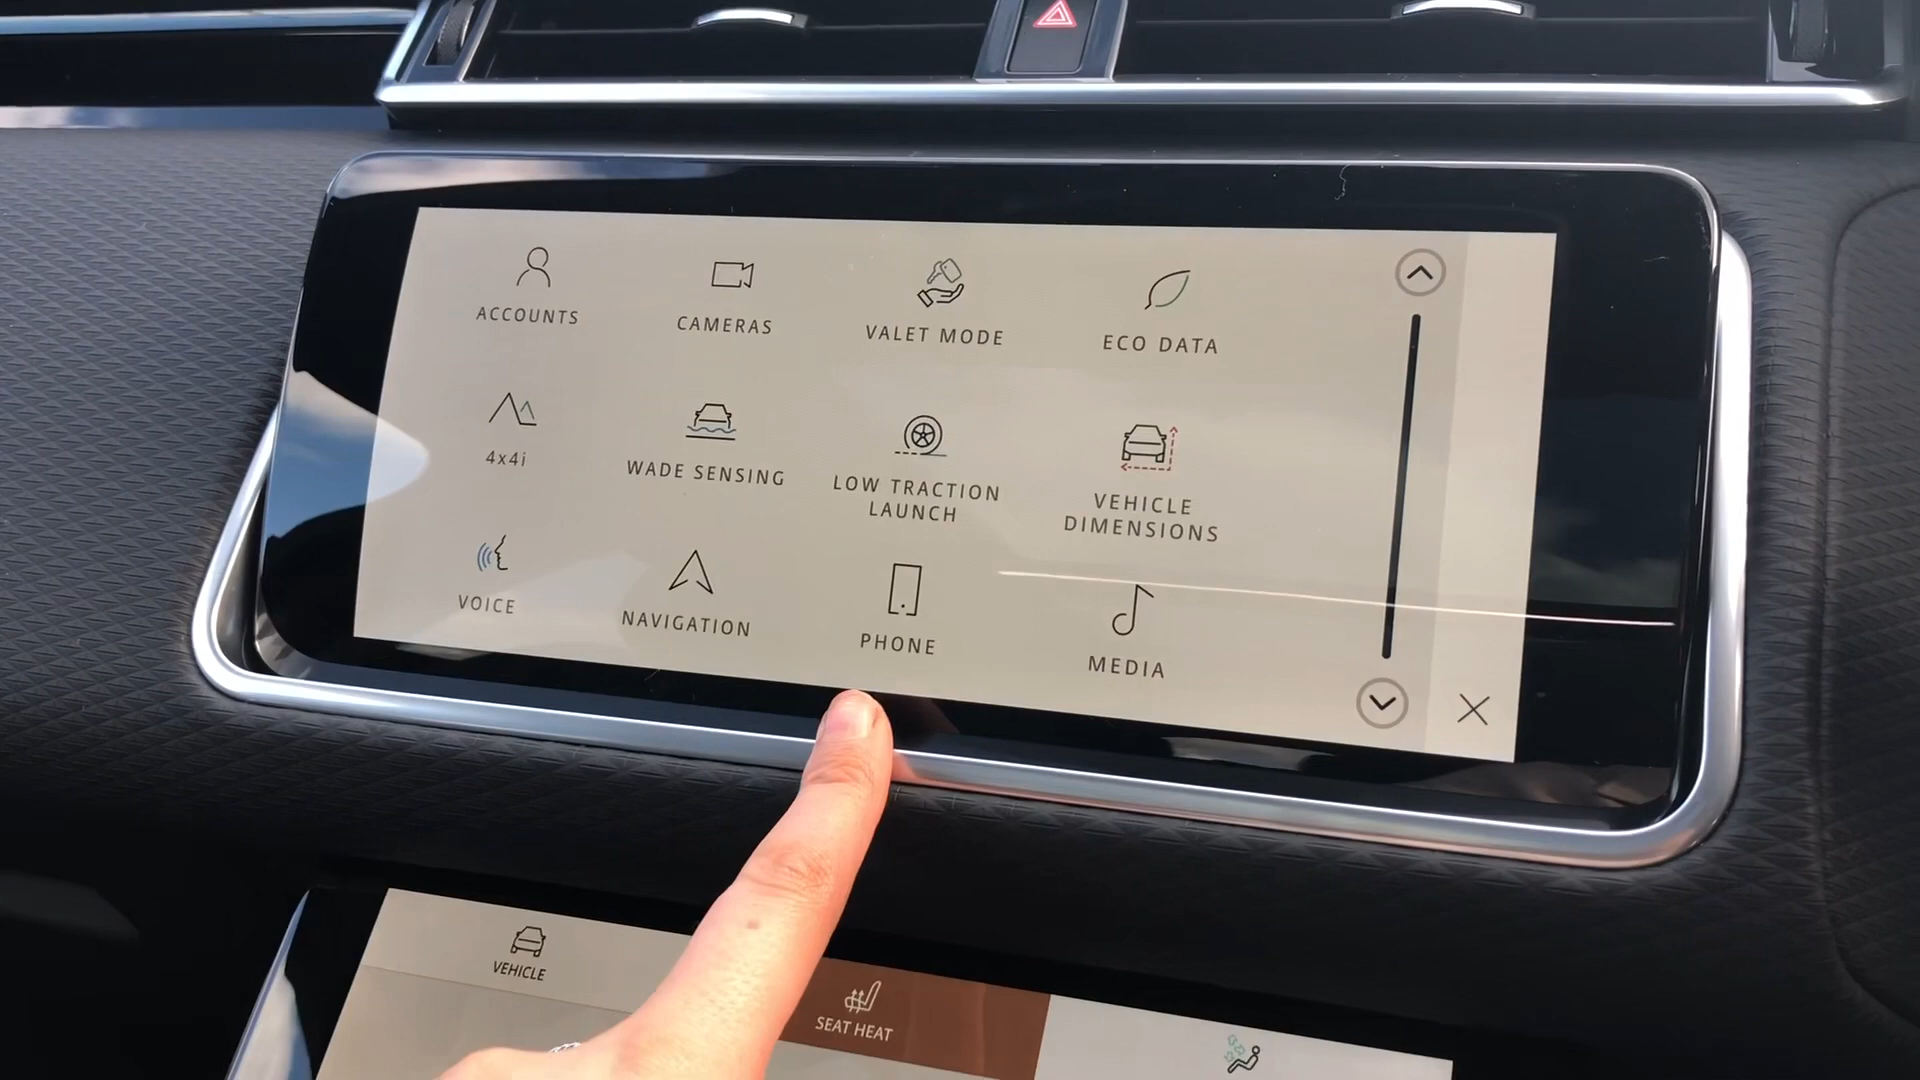 ACCOUNTS
CAMERAS
VALET MODE
ECO DATA
4x4i
WADE SENSING
LOW TRACTION
LAUNCH
VEHICLE
DIMENSIONS
VOICE
NAVIGATION
PHONE
MEDIA
VEHICLE
SEAT HEAT